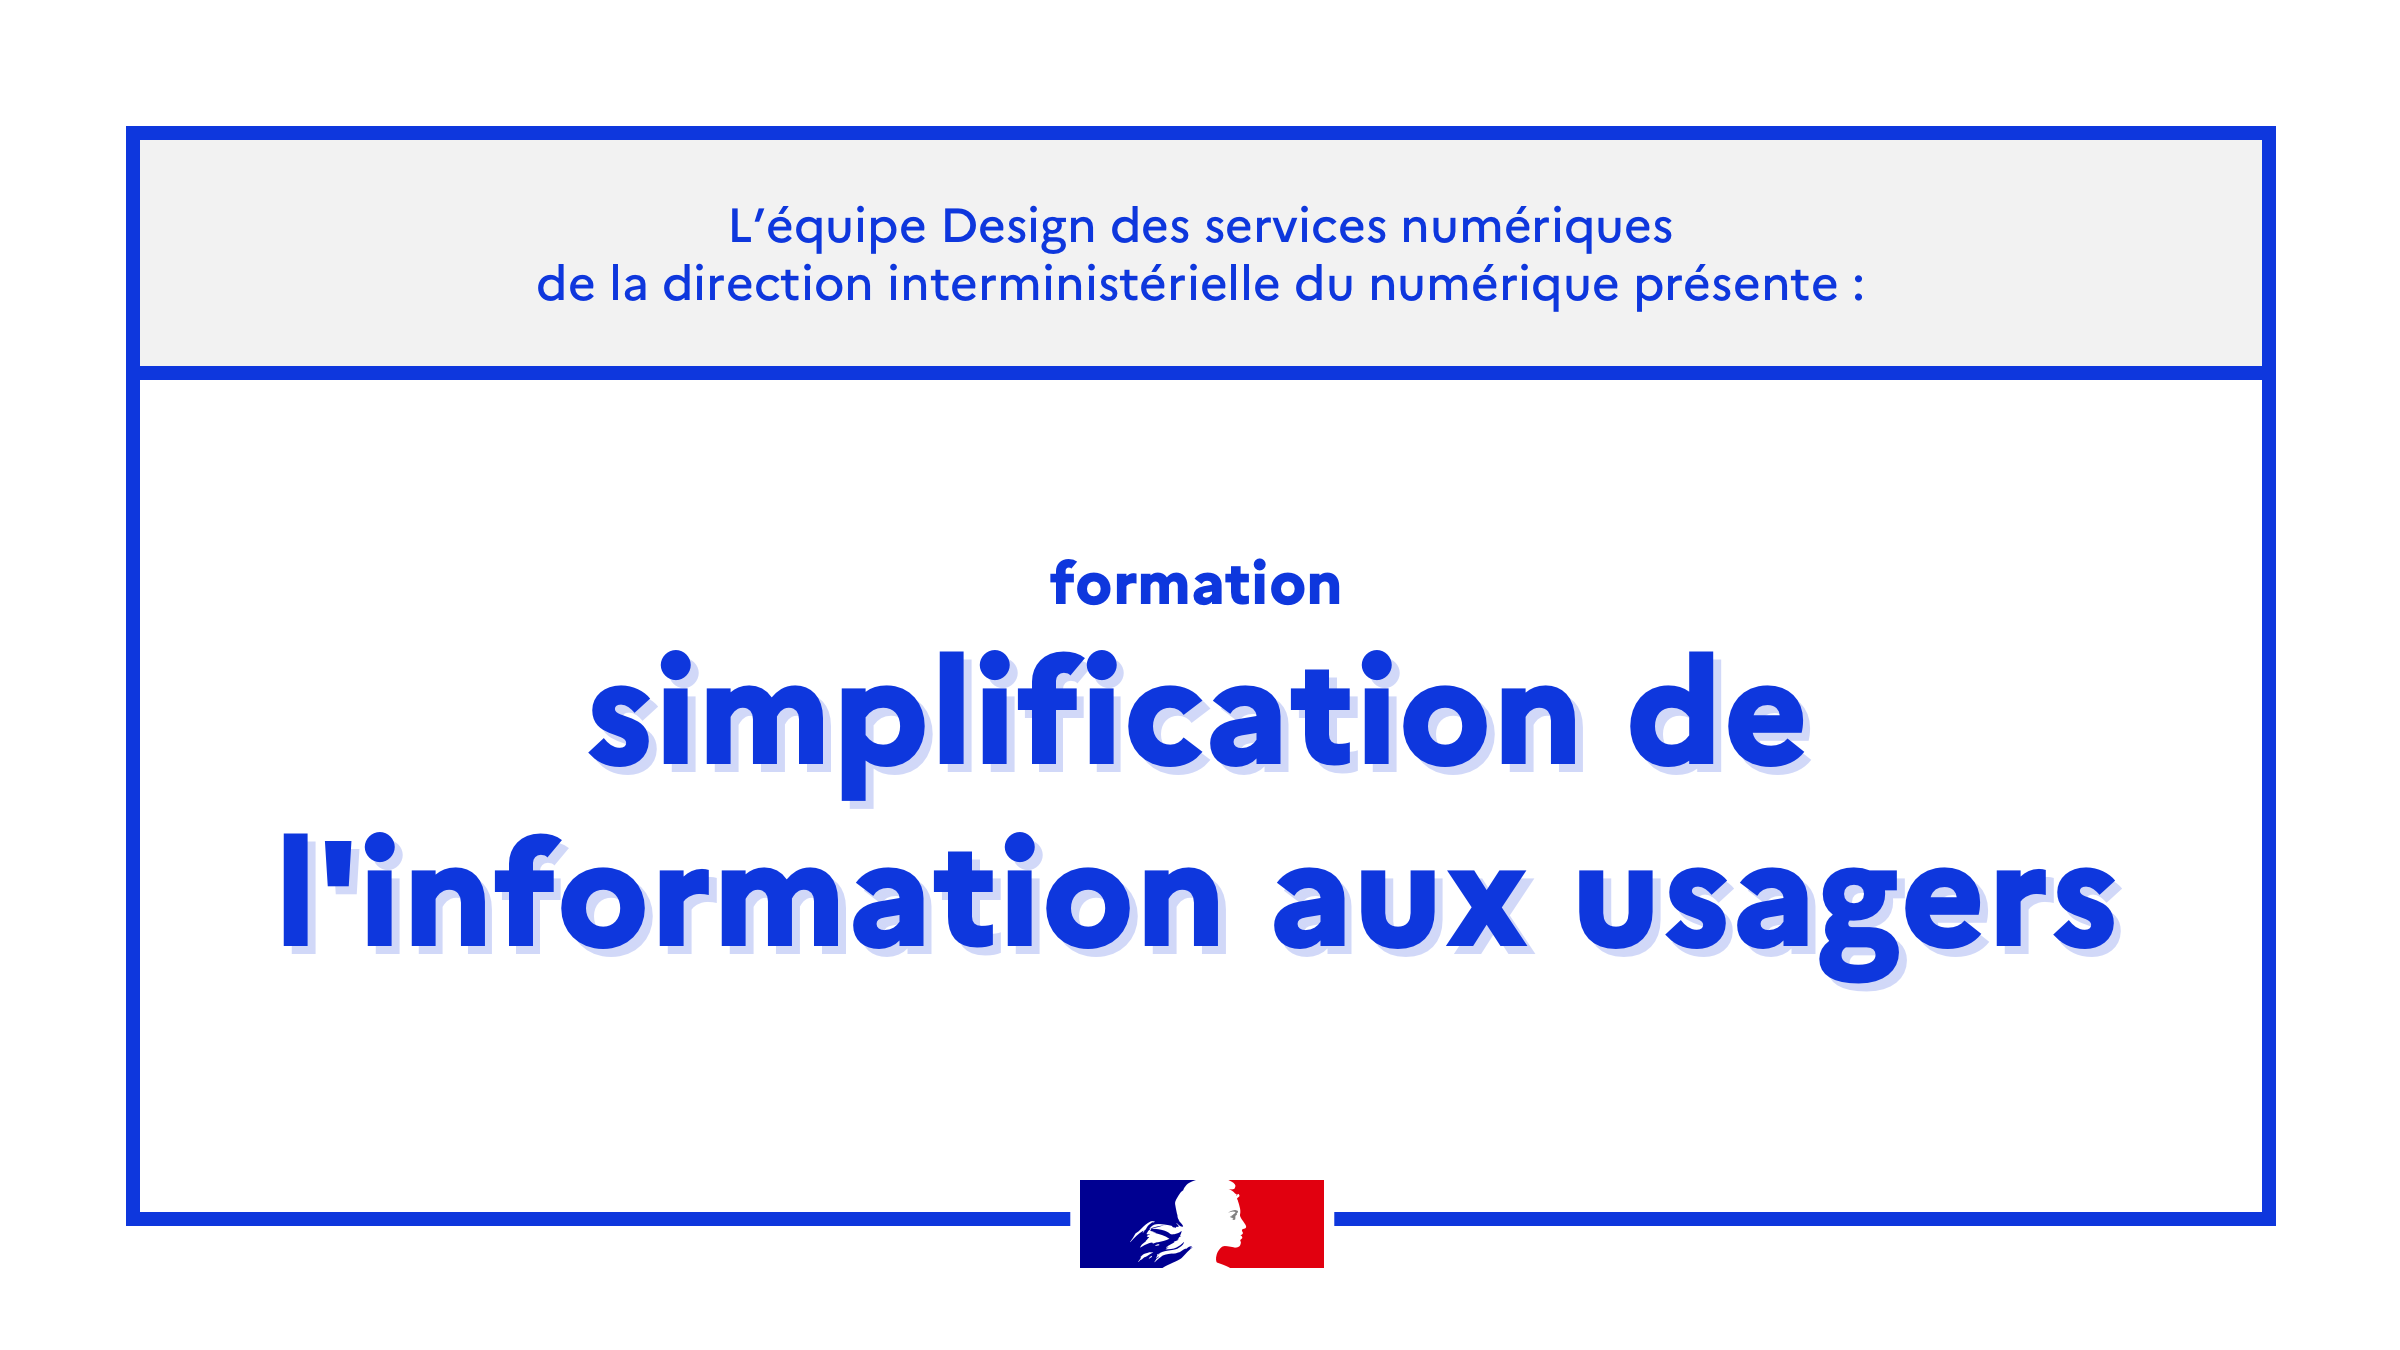 L’équipe Design des services numériques
de la direction interministérielle du numérique présente :
formation
simplification de
l'information aux usagers